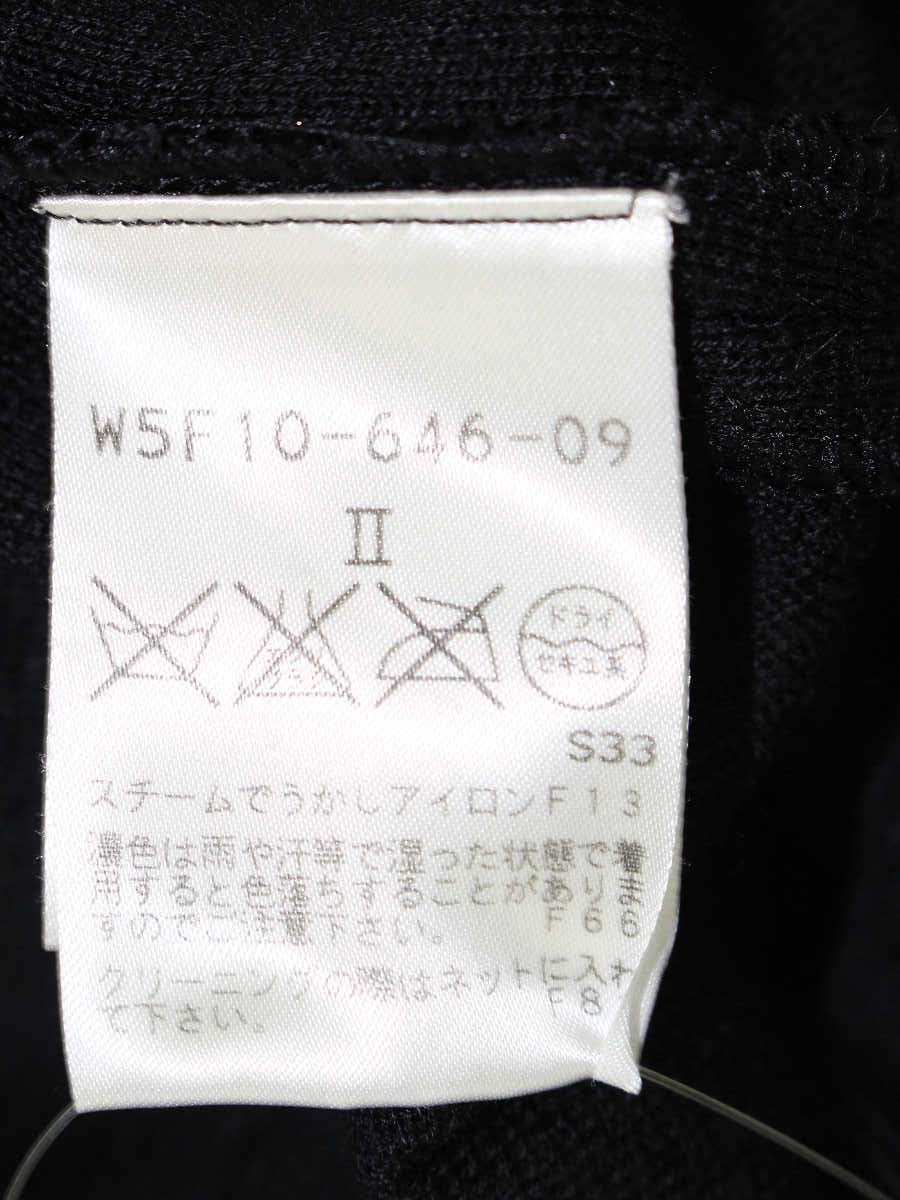 W5F10-646-09
II
ドライ
セキユ系
S33
スチームでうかしアイロンF13
濃色は雨や汗等で湿った状態で着
用すると色落ちすることがありま
すのでご注意下さい。 F66
クリーニングの際はネットに入れ
て下さい。 F8